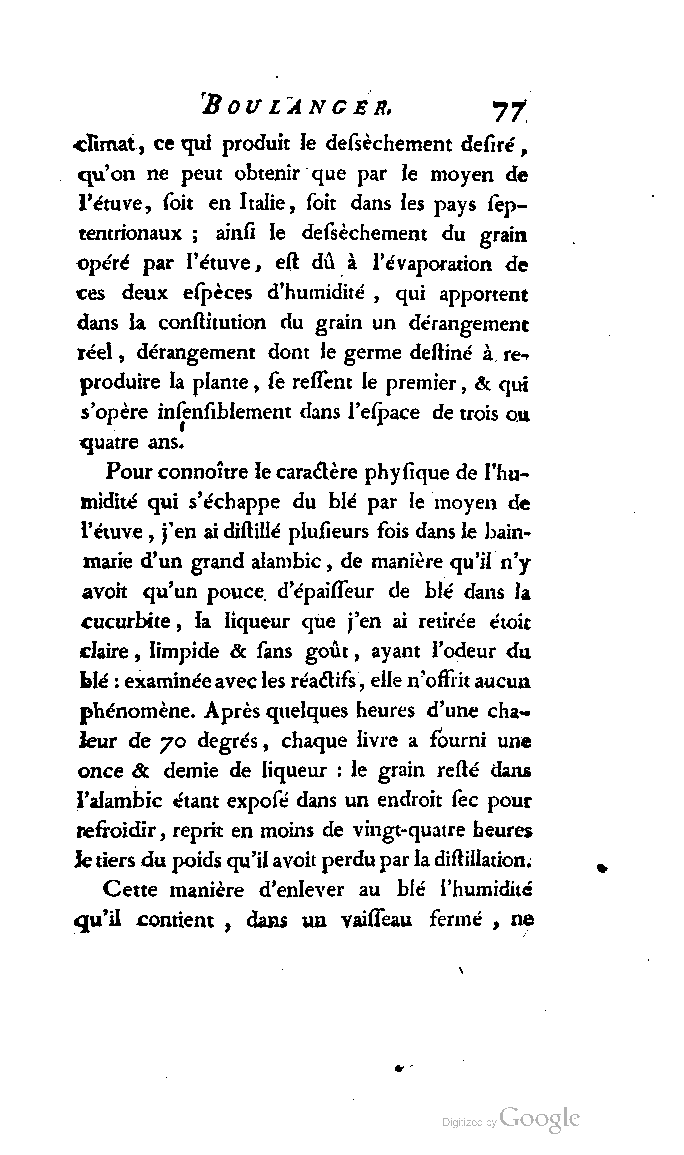 BOULANGER. 77
climat, ce qui produit le deſsèchement deſiré,
qu'on ne peut obtenir que par le moyen de
l'étuve, ſoit en Italie, ſoit dans les pays ſep-
tentrionaux ; ainſi le deſsèchement du grain
opéré par l'étuve, eſt dû à l'évaporation de
ces deux eſpèces d'humidité , qui apportent
dans la conſtitution du grain un dérangement
réel , dérangement dont le germe deſtiné à re-
produire la plante , ſe reſſent le premier , & qui
s'opère inſenſiblement dans l'eſpace de trois ou
quatre ans.
Pour connoître le caractère phyſique de l'hu-
midité qui s'échappe du blé par le moyen de
l'étuve , j'en ai diſtillé pluſieurs fois dans le bain-
marie d'un grand alambic , de manière qu'il n'y
avoit qu'un pouce d'épaiſſeur de blé dans la
cucurbite , la liqueur que j'en ai retirée étoit
claire , limpide & ſans goût , ayant l'odeur du
blé : examinée avec les réactifs , elle n'offrit aucun
phénomène. Après quelques heures d'une cha-
leur de 70 degrés , chaque livre a fourni une
once & demie de liqueur : le grain reſté dans
l'alambic étant expoſé dans un endroit ſec pour
refroidir , reprit en moins de vingt-quatre heures
le tiers du poids qu'il avoit perdu par la diſtillation.
Cette manière d'enlever au blé l'humidité
qu'il contient , dans un vaiſſeau fermé , ne
Digitized by Google